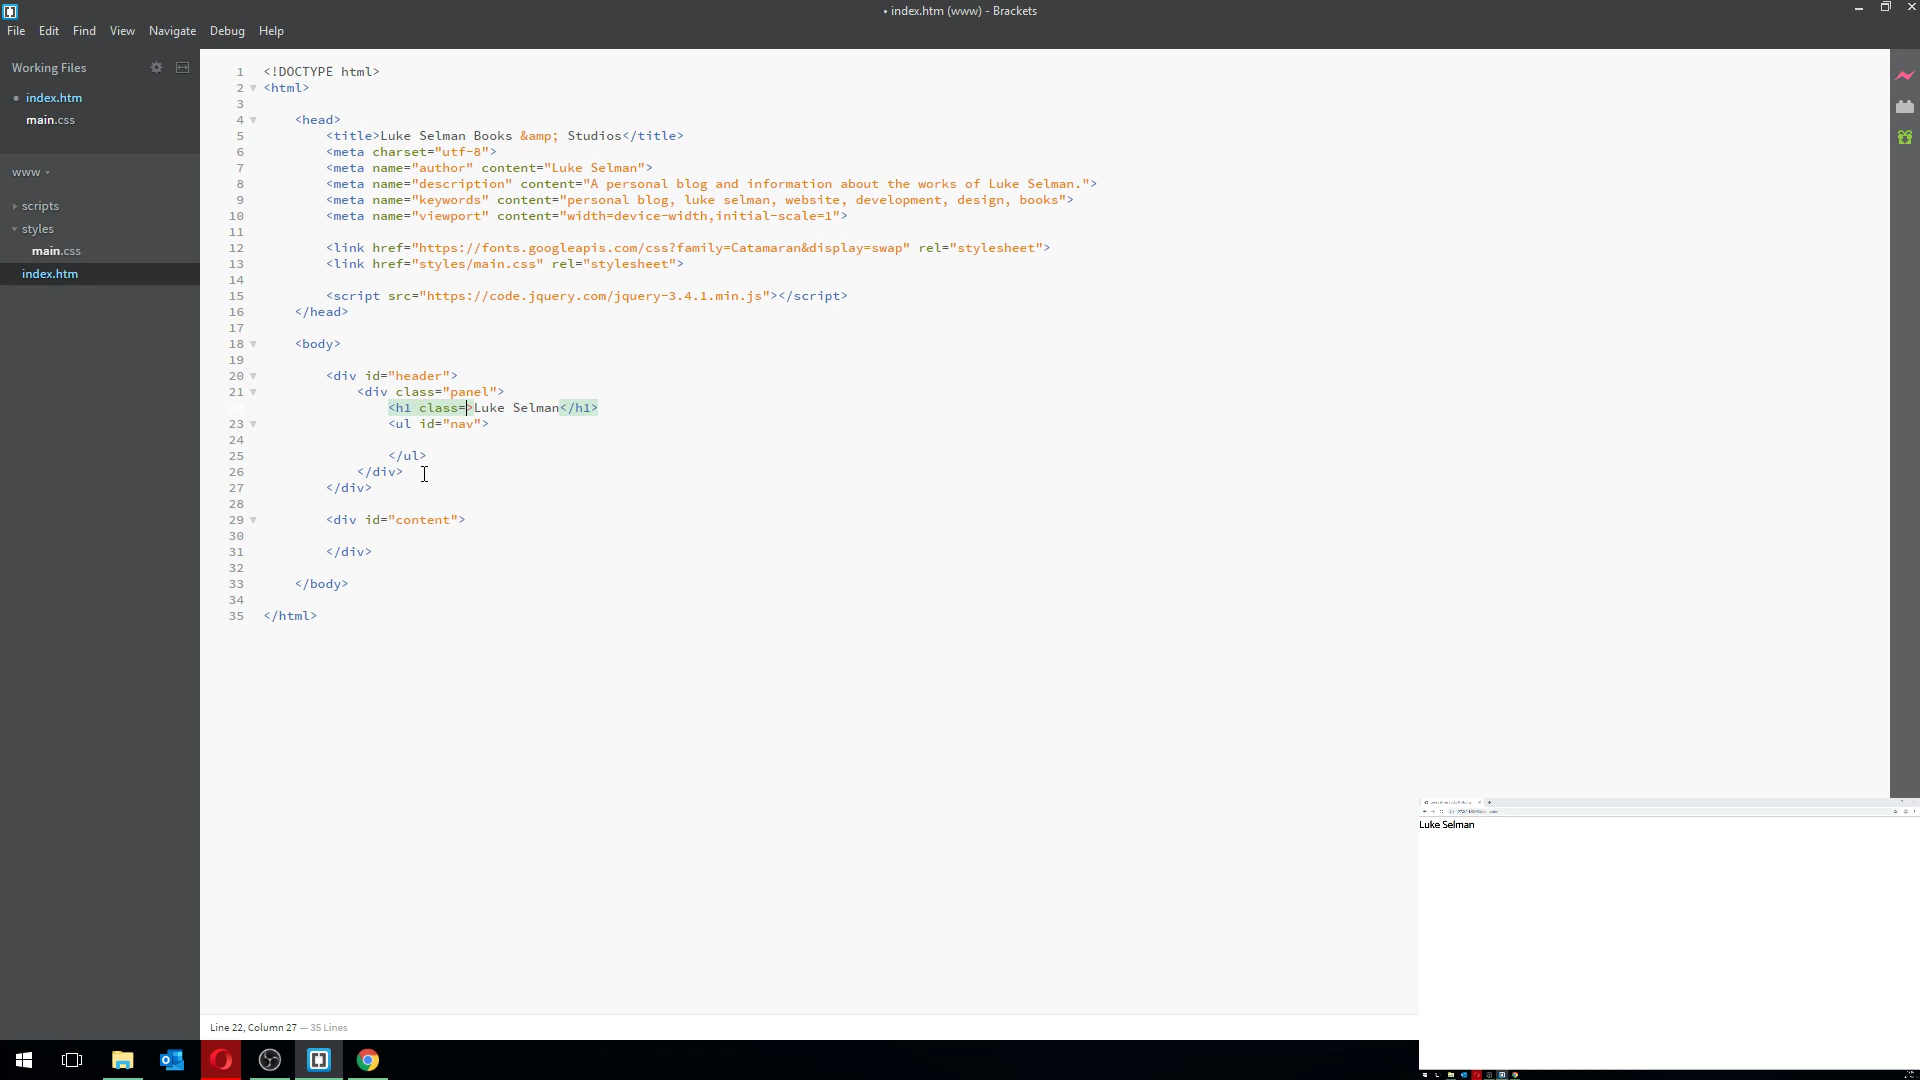 • index.htm (www) - Brackets
File Edit Find View Navigate Debug Help
Working Files
index.htm
main.css
www
scripts
styles
main.css
index.htm
1 <!DOCTYPE html>
2 <html>
3
4 <head>
5 <title>Luke Selman Books &amp; Studios</title>
6 <meta charset="utf-8">
7 <meta name="author" content="Luke Selman">
8 <meta name="description" content="A personal blog and information about the works of Luke Selman.">
9 <meta name="keywords" content="personal blog, luke selman, website, development, design, books">
10 <meta name="viewport" content="width=device-width,initial-scale=1">
11
12 <link href="https://fonts.googleapis.com/css?family=Catamaran&display=swap" rel="stylesheet">
13 <link href="styles/main.css" rel="stylesheet">
14
15 <script src="https://code.jquery.com/jquery-3.4.1.min.js"></script>
16 </head>
17
18 <body>
19
20 <div id="header">
21 <div class="panel">
<h1 class=>Luke Selman</h1>
23 <ul id="nav">
24
25 </ul>
26 </div>
27 </div>
28
29 <div id="content">
30
31 </div>
32
33 </body>
34
35 </html>
Luke Selman
Line 22, Column 27 — 35 Lines